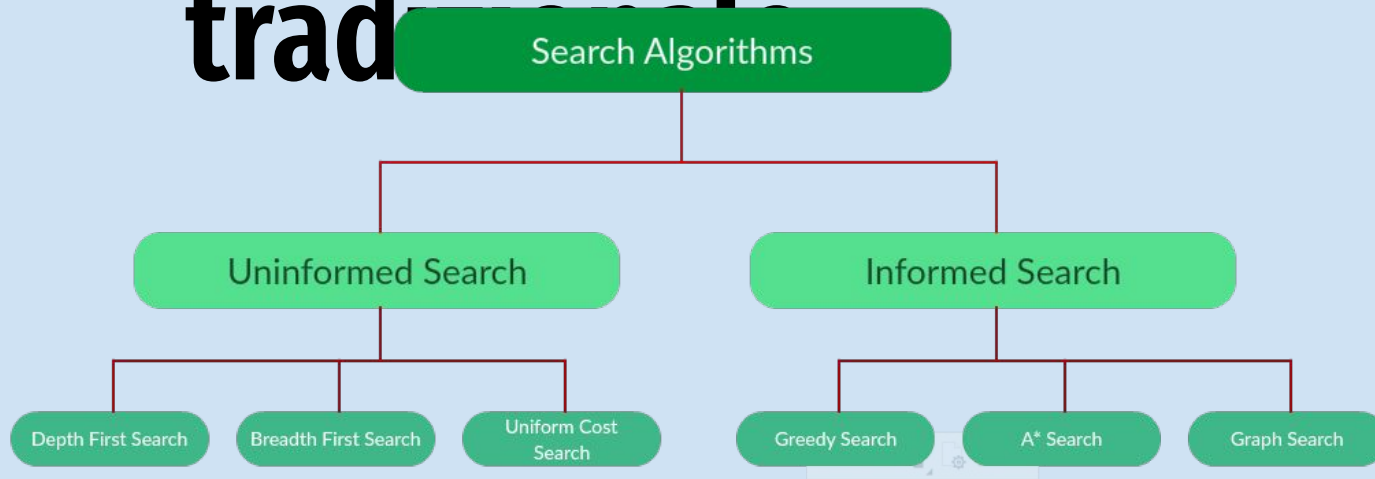 trad
Search Algorithms
Uninformed Search
Informed Search
Depth First Search
Breadth First Search
Uniform Cost
Search
Greedy Search
A* Search
Graph Search